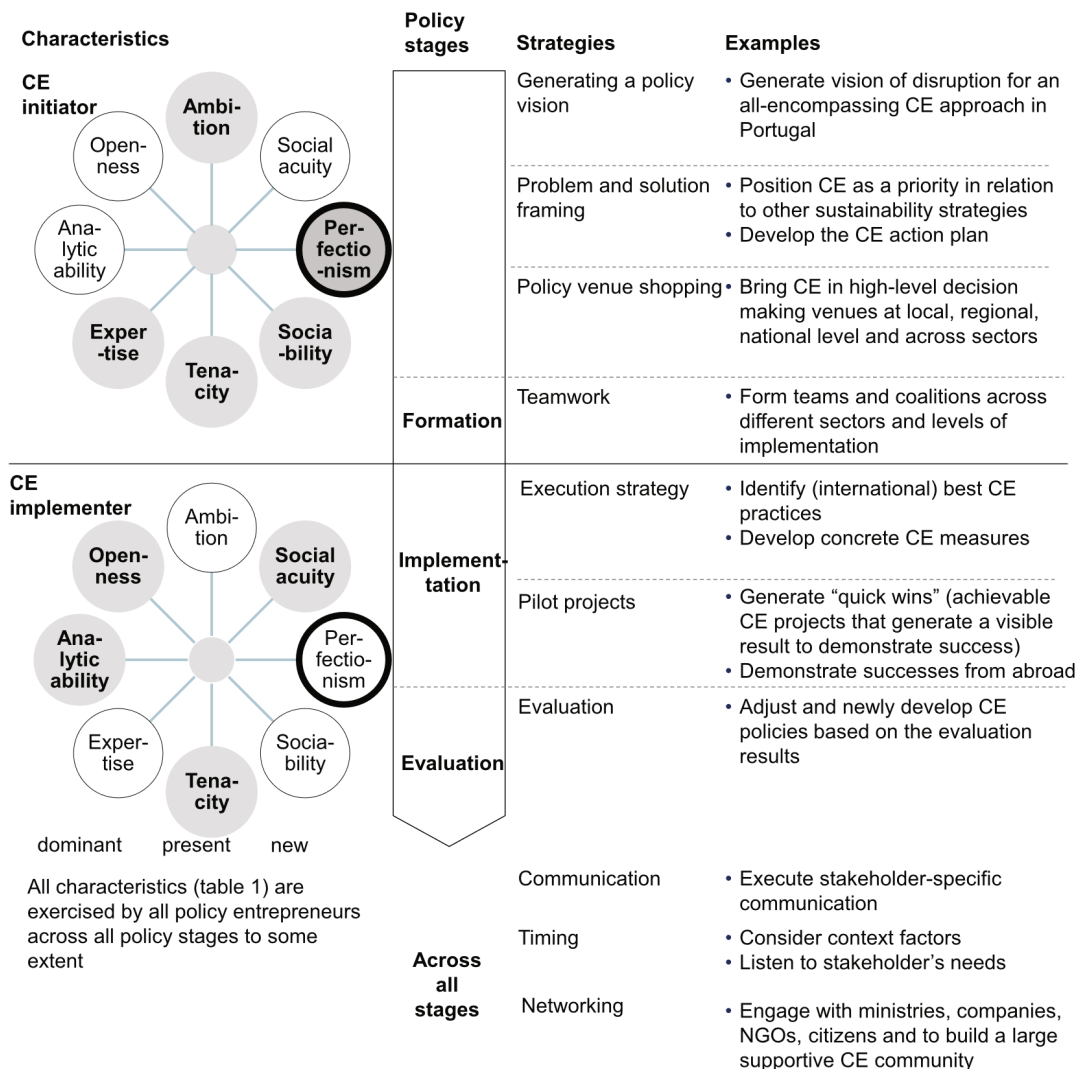 Characteristics
Policy
stages
Strategies
Examples
CE
initiator
Ambi-
tion
Social
acuity
Per-
fectio
-nism
Socia
-bility
Tena-
city
Exper
-tise
Ana-
lytic
ability
Open-
ness
Formation
Generating a policy
vision
• Generate vision of disruption for an
all-encompassing CE approach in
Portugal
Problem and solution
framing
• Position CE as a priority in relation
to other sustainability strategies
• Develop the CE action plan
Policy venue shopping
• Bring CE in high-level decision
making venues at local, regional,
national level and across sectors
Teamwork
• Form teams and coalitions across
different sectors and levels of
implementation
CE
implementer
Ambi-
tion
Social
acuity
Per-
fectio-
nism
Socia-
bility
Tena-
city
Exper-
tise
Ana-
lytic
ability
Open-
ness
Implemen-
tation
Execution strategy
• Identify (international) best CE
practices
• Develop concrete CE measures
Pilot projects
• Generate “quick wins” (achievable
CE projects that generate a visible
result to demonstrate success)
• Demonstrate successes from abroad
Evaluation
Evaluation
• Adjust and newly develop CE
policies based on the evaluation
results
dominant present new
All characteristics (table 1) are
exercised by all policy entrepreneurs
across all policy stages to some
extent
Across
all
stages
Communication
• Execute stakeholder-specific
communication
Timing
• Consider context factors
• Listen to stakeholder’s needs
Networking
• Engage with ministries, companies,
NGOs, citizens and to build a large
supportive CE community